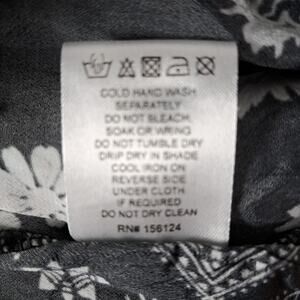 COLD HAND WASH
SEPARATELY
DO NOT BLEACH,
SOAK OR WRING
DO NOT TUMBLE DRY
DRIP DRY IN SHADE
COOL IRON ON
REVERSE SIDE
UNDER CLOTH
IF REQUIRED
DO NOT DRY CLEAN
RN# 156124